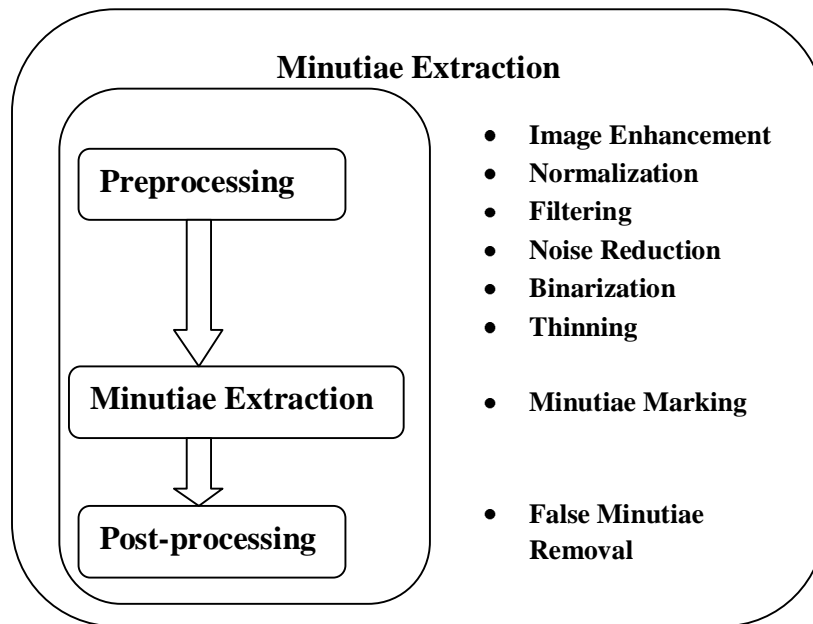 Minutiae Extraction
Preprocessing
• Image Enhancement
• Normalization
• Filtering
• Noise Reduction
• Binarization
• Thinning
Minutiae Extraction
• Minutiae Marking
Post-processing
• False Minutiae
Removal